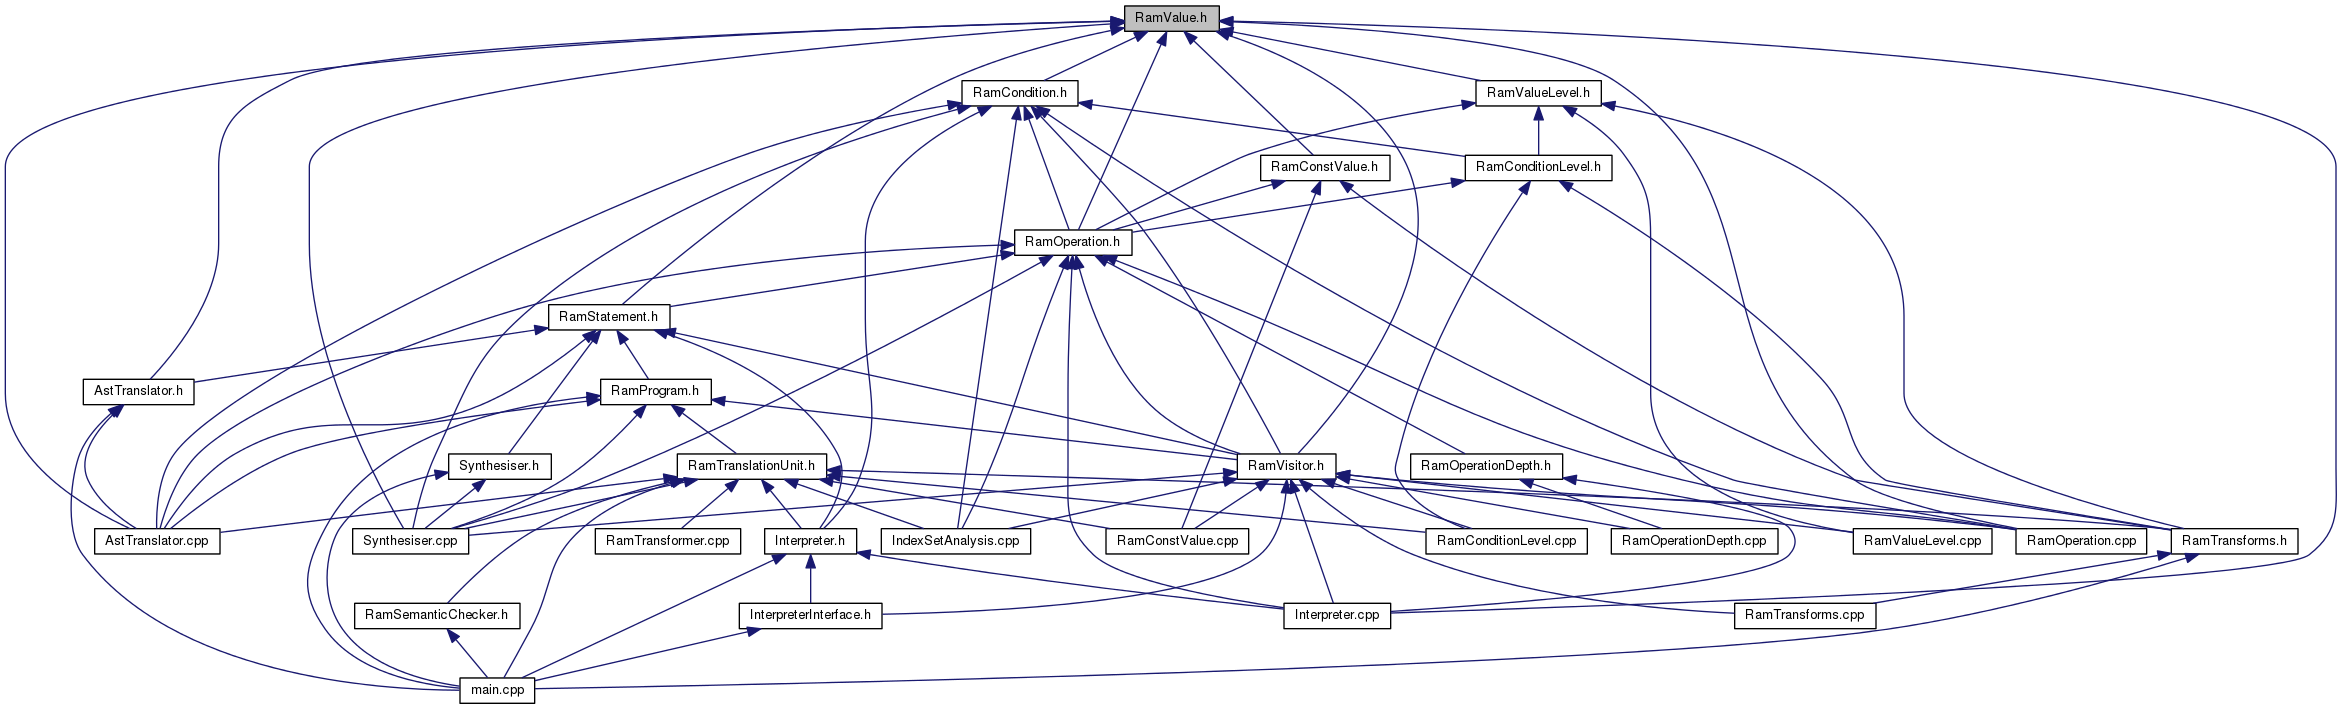 RamValue.h
RamCondition.h
RamValueLevel.h
RamConstValue.h
RamConditionLevel.h
RamOperation.h
RamStatement.h
AstTranslator.h
RamProgram.h
Synthesiser.h
RamTranslationUnit.h
RamVisitor.h
RamOperationDepth.h
AstTranslator.cpp
Synthesiser.cpp
RamTransformer.cpp
Interpreter.h
IndexSetAnalysis.cpp
RamConstValue.cpp
RamConditionLevel.cpp
RamOperationDepth.cpp
RamValueLevel.cpp
RamOperation.cpp
RamTransforms.h
RamSemanticChecker.h
InterpreterInterface.h
Interpreter.cpp
RamTransforms.cpp
main.cpp